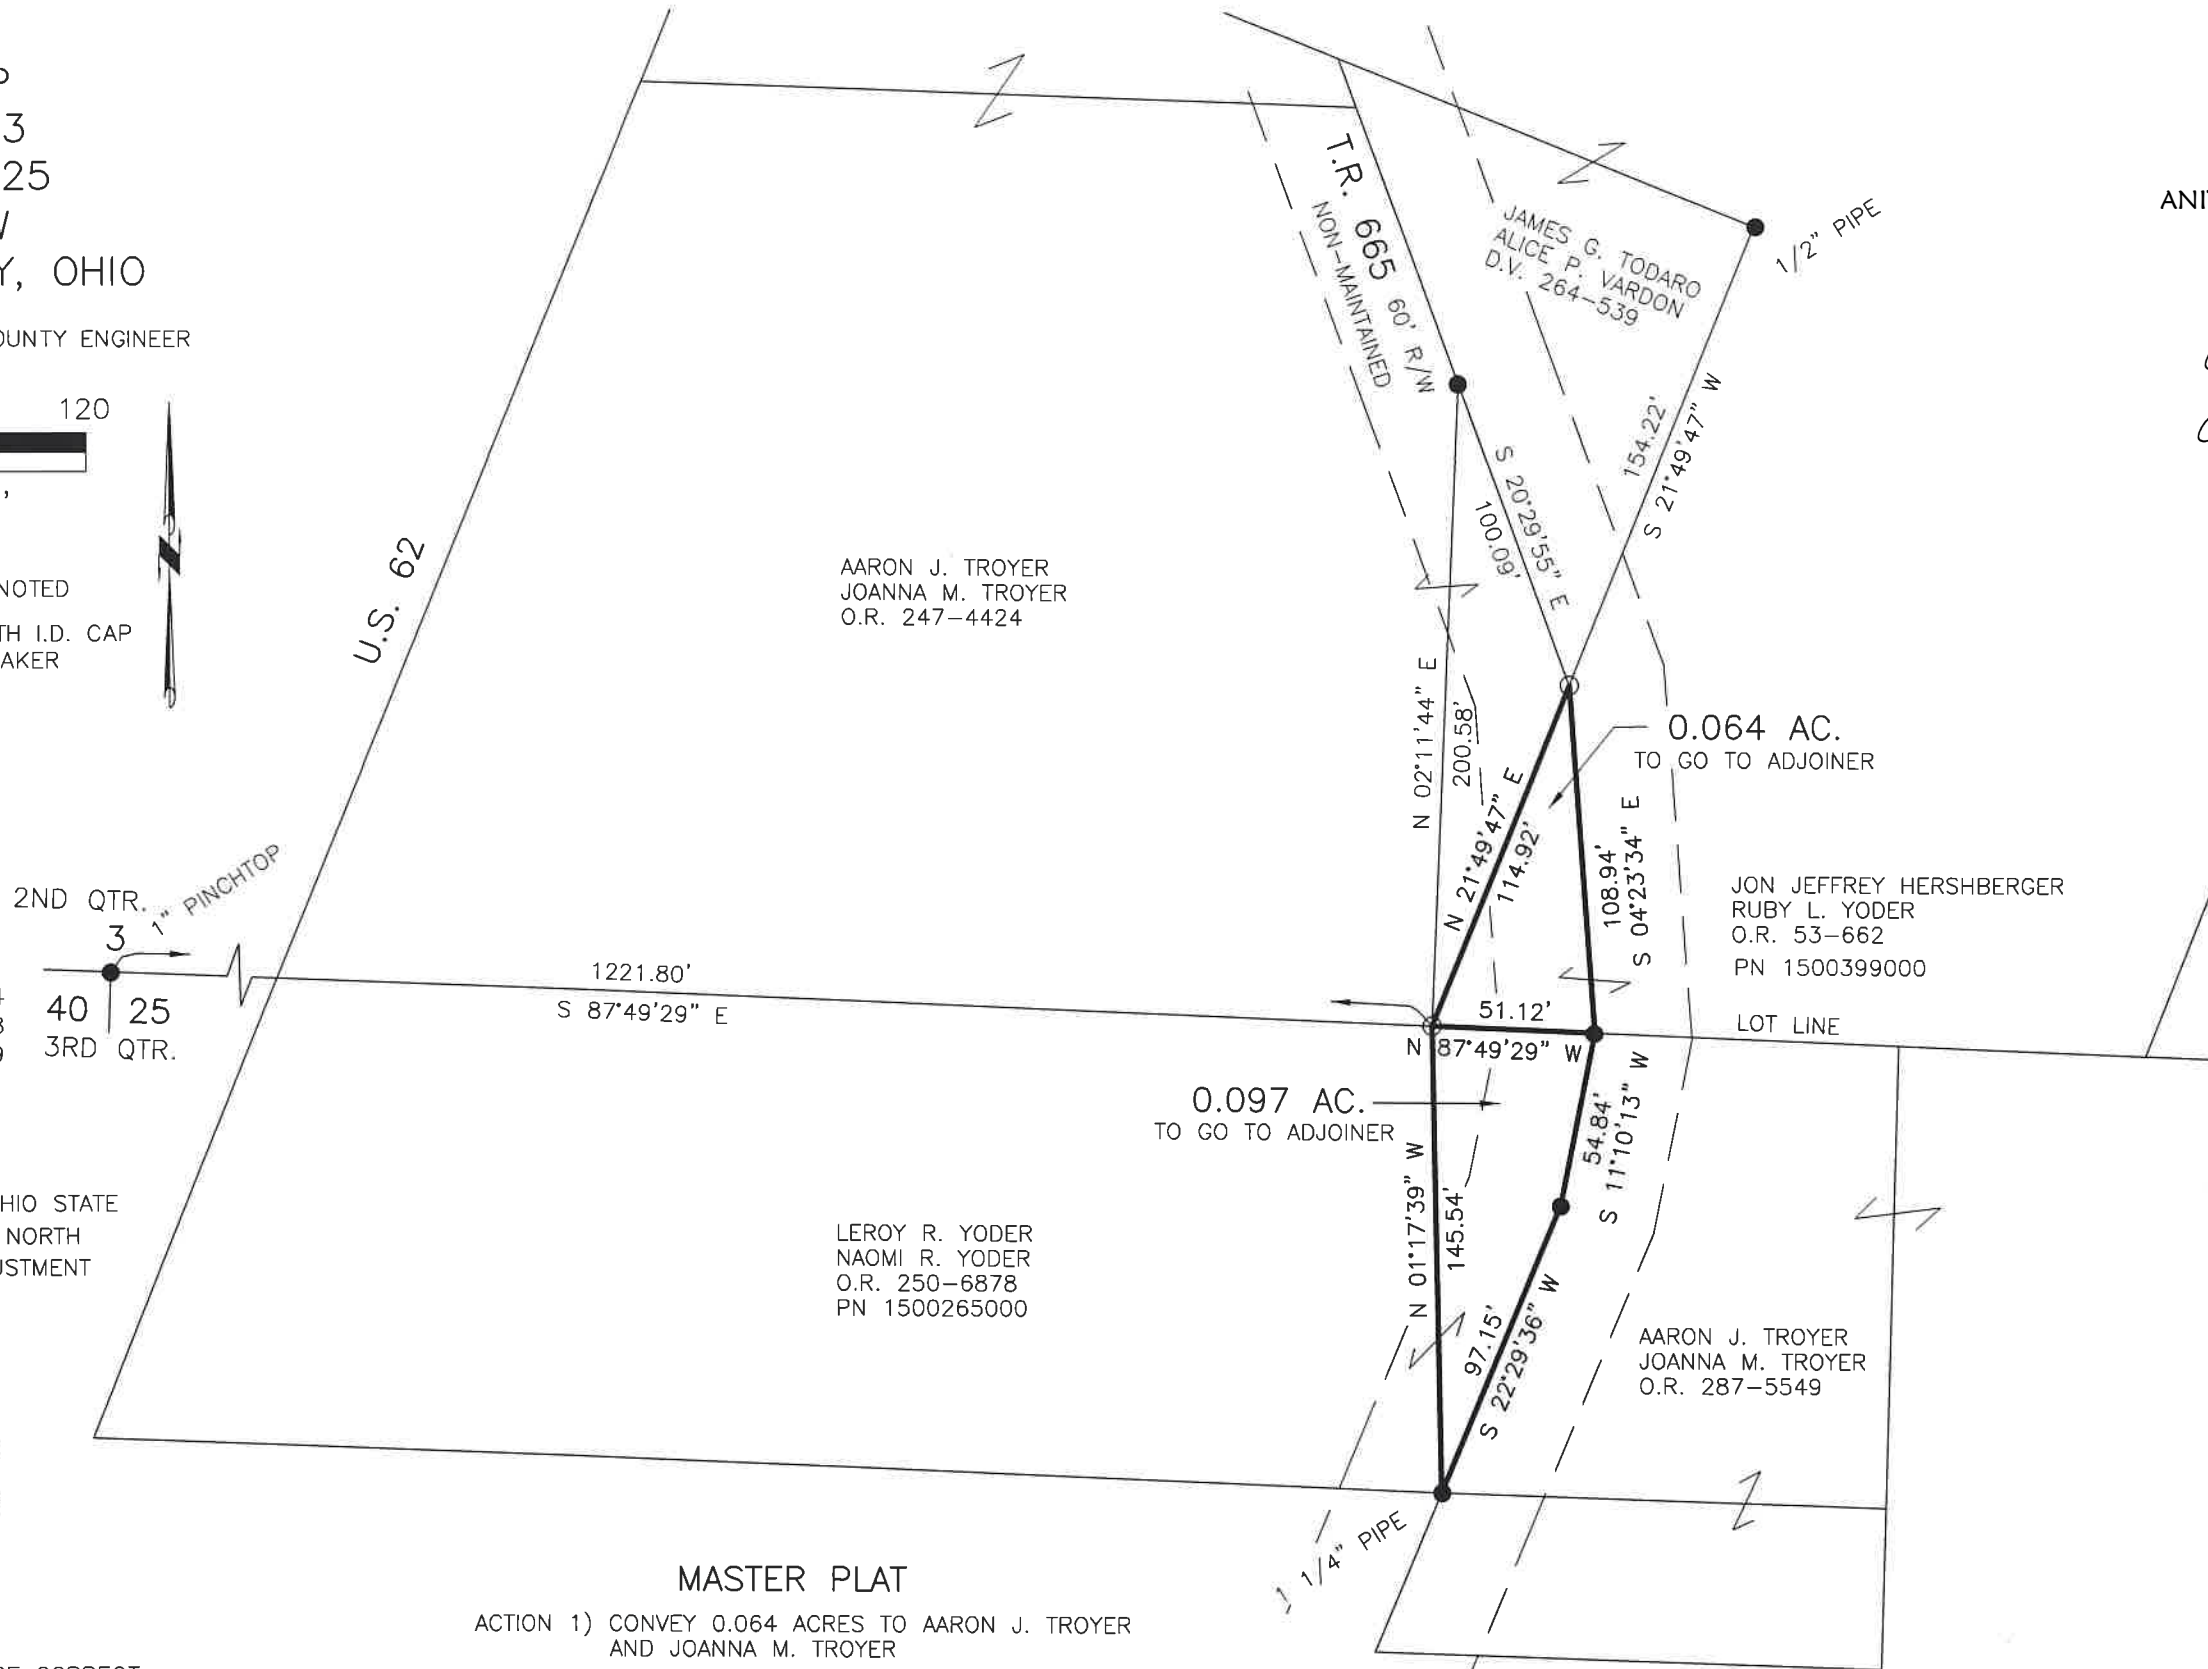 3
25
Y, OHIO
OUNTY ENGINEER
120
NOTED
TH I.D. CAP
AKER
U.S. 62
T.R. 665 60' R/W
NON-MAINTAINED
JAMES G. TODARO
ALICE P. VARDON
D.V. 264-539
1/2" PIPE
ANI
154.22'
S 21°49'47" W
S 20°29'55" E
100.09'
AARON J. TROYER
JOANNA M. TROYER
O.R. 247-4424
N 02°11'44" E
200.58'
0.064 AC.
TO GO TO ADJOINER
N 21°49'47" E
114.92'
108.94'
S 04°23'34" E
JON JEFFREY HERSHBERGER
RUBY L. YODER
O.R. 53-662
PN 1500399000
2ND QTR.
1" PINCHTOP
3
40 25
3RD QTR.
1221.80'
S 87°49'29" E
51.12'
N 87°49'29" W
LOT LINE
0.097 AC.
TO GO TO ADJOINER
54.84'
S 11°10'13" W
N 01°17'39" W
145.54'
HIO STATE
NORTH
USTMENT
LEROY R. YODER
NAOMI R. YODER
O.R. 250-6878
PN 1500265000
97.15'
S 22°29'36" W
AARON J. TROYER
JOANNA M. TROYER
O.R. 287-5549
1 1/4" PIPE
MASTER PLAT
ACTION 1) CONVEY 0.064 ACRES TO AARON J. TROYER
AND JOANNA M. TROYER